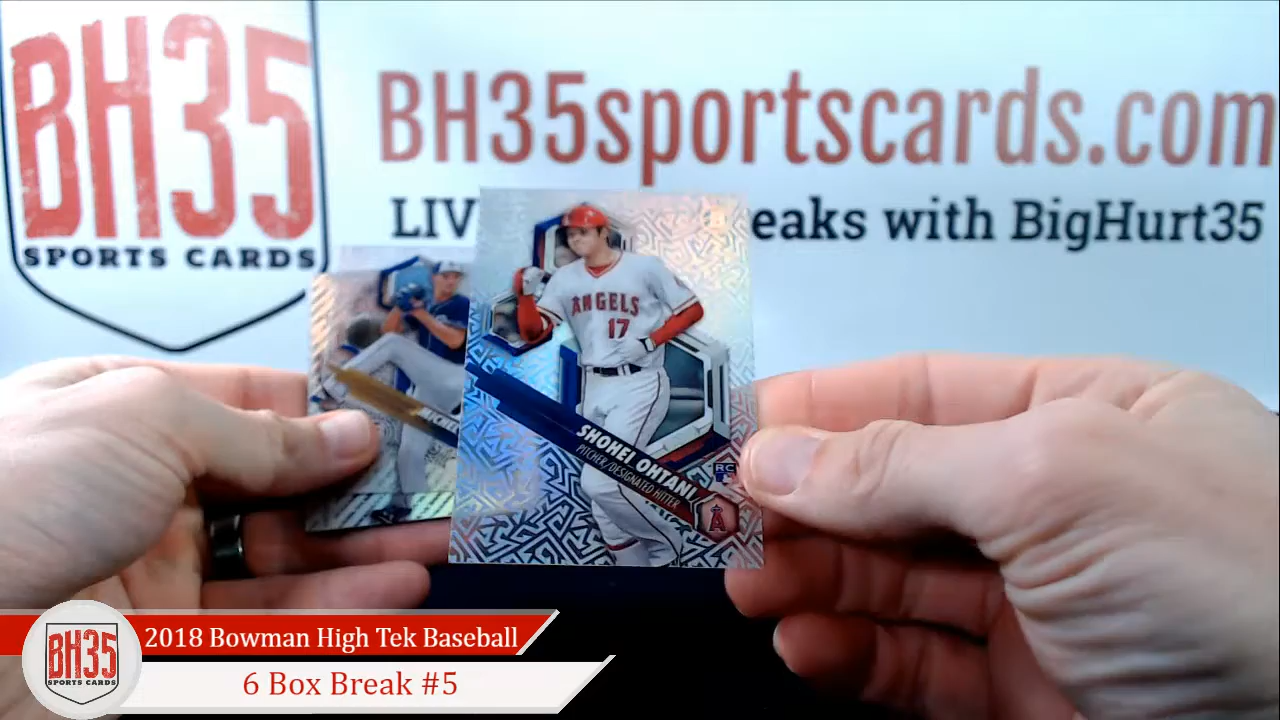 BH35
SPORTS CARDS
BH35sportscards.com
LIV eaks with BigHurt35
ANGELS
17
SHOHEI OHTANI
PITCHER/DESIGNATED HITTER
RC
A
BH35
SPORTS CARDS
2018 Bowman High Tek Baseball
6 Box Break #5